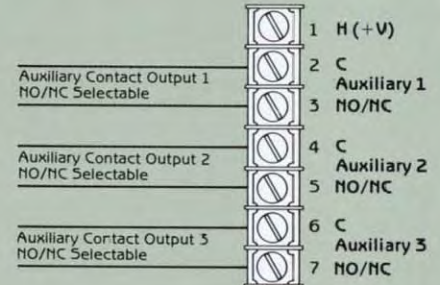 1 H (+V)
2 C
Auxiliary Contact Output 1
NO/NC Selectable
Auxiliary 1
3 NO/NC
4 C
Auxiliary Contact Output 2
NO/NC Selectable
Auxiliary 2
5 NO/NC
6 C
Auxiliary Contact Output 3
NO/NC Selectable
Auxiliary 3
7 NO/NC